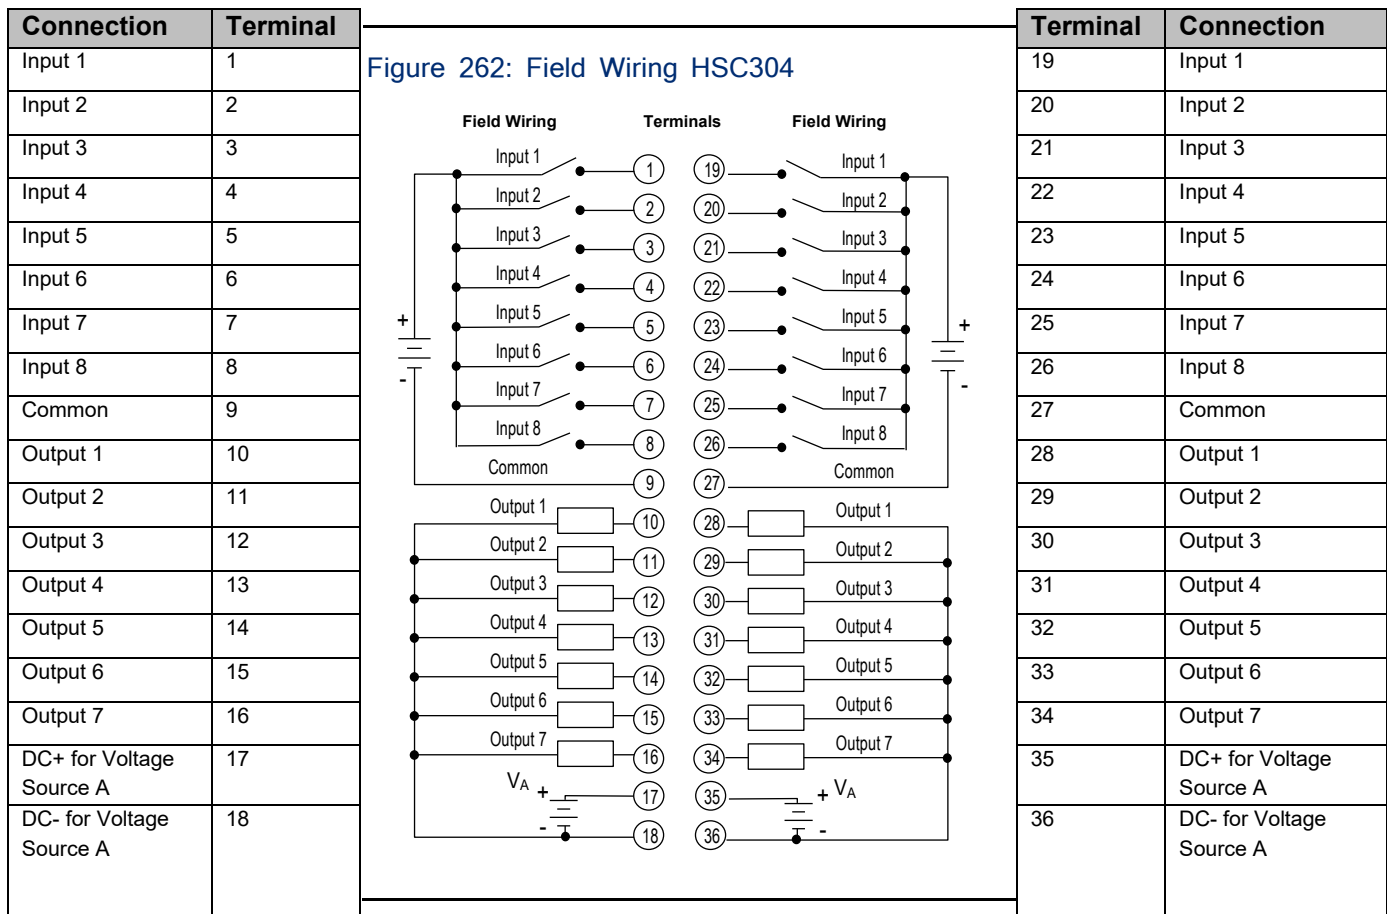 Connection Terminal
Input 1 1
Input 2 2
Input 3 3
Input 4 4
Input 5 5
Input 6 6
Input 7 7
Input 8 8
Common 9
Output 1 10
Output 2 11
Output 3 12
Output 4 13
Output 5 14
Output 6 15
Output 7 16
DC+ for Voltage 17
Source A
DC- for Voltage 18
Source A
Figure 262: Field Wiring HSC304
Field Wiring Terminals Field Wiring
Input 1 1 19 Input 1
Input 2 2 20 Input 2
Input 3 3 21 Input 3
Input 4 4 22 Input 4
+ Input 5 5 23 Input 5 +
- Input 6 6 24 Input 6 -
Input 7 7 25 Input 7
Input 8 8 26 Input 8
Common 9 27 Common
Output 1 10 28 Output 1
Output 2 11 29 Output 2
Output 3 12 30 Output 3
Output 4 13 31 Output 4
Output 5 14 32 Output 5
Output 6 15 33 Output 6
Output 7 16 34 Output 7
VA + 17 35 + VA
- 18 36 -
Terminal Connection
19 Input 1
20 Input 2
21 Input 3
22 Input 4
23 Input 5
24 Input 6
25 Input 7
26 Input 8
27 Common
28 Output 1
29 Output 2
30 Output 3
31 Output 4
32 Output 5
33 Output 6
34 Output 7
35 DC+ for Voltage
Source A
36 DC- for Voltage
Source A